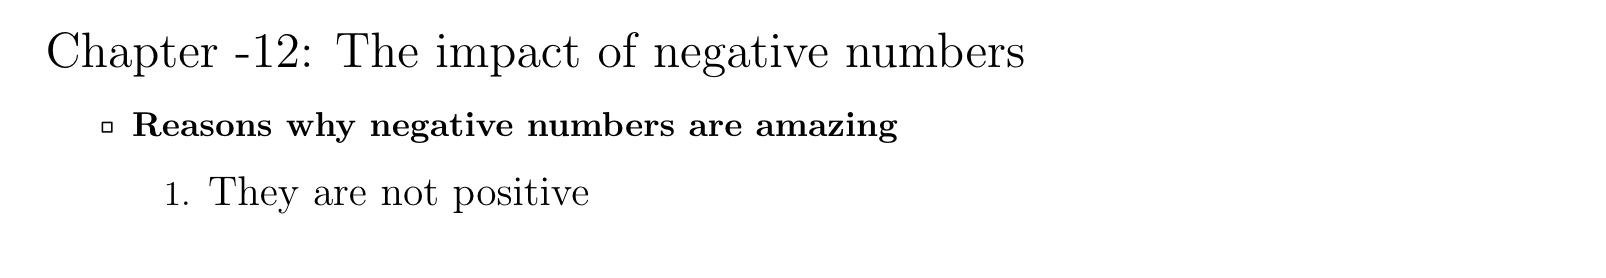 Chapter -12: The impact of negative numbers
▫ Reasons why negative numbers are amazing
1. They are not positive